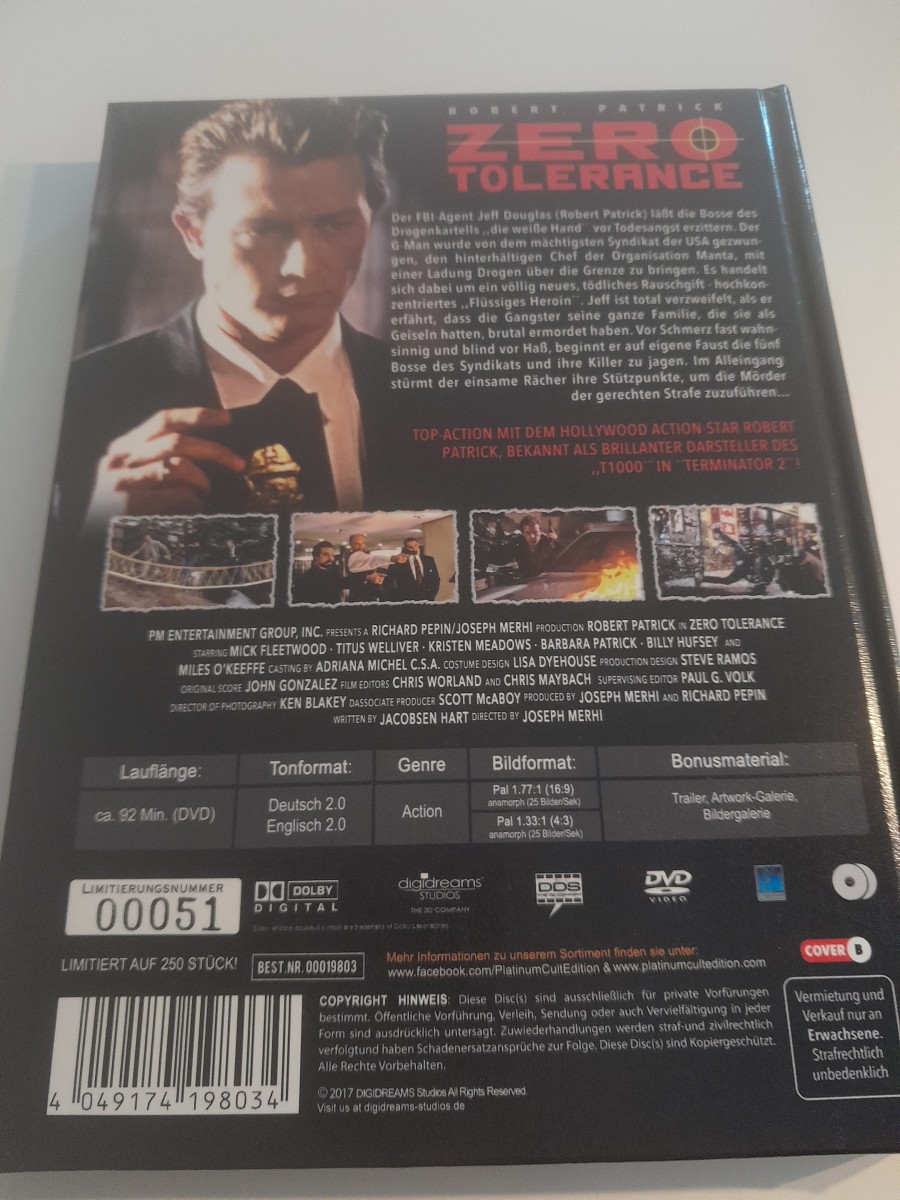 ROBERT PATRICK
ZERO
TOLERANCE
Der FBI-Agent Jeff Douglas (Robert Patrick) läßt die Bosse des
Drogenkartells „die weiße Hand¨ vor Todesangst erzittern. Der
G-Man wurde von dem mächtigsten Syndikat der USA gezwun-
gen, den hinterhältigen Chef der Organisation Manta, mit
einer Ladung Drogen über die Grenze zu bringen. Es handelt
sich dabei um ein völlig neues, tödliches Rauschgift - hochkon-
zentriertes „Flüssiges Heroin¨. Jeff ist total verzweifelt, als er
erfährt, dass die Gangster seine ganze Familie, die sie als
Geiseln hatten, brutal ermordet haben. Vor Schmerz fast wahn-
sinnig und blind vor Haß, beginnt er auf eigene Faust die fünf
Bosse des Syndikats und ihre Killer zu jagen. Im Alleingang
stürmt der einsame Rächer ihre Stützpunkte, um die Mörder
der gerechten Strafe zuzuführen...
TOP-ACTION MIT DEM HOLLYWOOD ACTION-STAR ROBERT
PATRICK, BEKANNT ALS BRILLANTER DARSTELLER DES
„T1000¨ IN ¨TERMINATOR 2¨!
PM ENTERTAINMENT GROUP, INC. PRESENTS A RICHARD PEPIN/JOSEPH MERHI PRODUCTION ROBERT PATRICK IN ZERO TOLERANCE
STARRING MICK FLEETWOOD · TITUS WELLIVER · KRISTEN MEADOWS · BARBARA PATRICK · BILLY HUFSEY AND
MILES O'KEEFFE CASTING BY ADRIANA MICHEL C.S.A. COSTUME DESIGN LISA DYEHOUSE PRODUCTION DESIGN STEVE RAMOS
ORIGINAL SCORE JOHN GONZALEZ FILM EDITORS CHRIS WORLAND AND CHRIS MAYBACH SUPERVISING EDITOR PAUL G. VOLK
DIRECTOR OF PHOTOGRAPHY KEN BLAKEY DASSOCIATE PRODUCER SCOTT McABOY PRODUCED BY JOSEPH MERHI AND RICHARD PEPIN
WRITTEN BY JACOBSEN HART DIRECTED BY JOSEPH MERHI
Lauflänge: Tonformat: Genre Bildformat: Bonusmaterial:
ca. 92 Min. (DVD) Deutsch 2.0 Action Pal 1.77:1 (16:9) Trailer, Artwork-Galerie,
Englisch 2.0 anamorph (25 Bilder/Sek) Bildergalerie
Pal 1.33:1 (4:3)
anamorph (25 Bilder/Sek)
LIMITIERUNGSNUMMER
00051
DOLBY
DIGITAL
digidreams
STUDIOS
THE 3D COMPANY
DDS
DVD
VIDEO
LIMITIERT AUF 250 STÜCK!
BEST.NR. 00019803
Mehr Informationen zu unserem Sortiment finden sie unter:
www.facebook.com/PlatinumCultEdition & www.platinumcultedition.com
COVER B
COPYRIGHT HINWEIS: Diese Disc(s) sind ausschließlich für private Vorführungen
bestimmt. Öffentliche Vorführung, Verleih, Sendung oder auch Vervielfältigung in jeder
Form sind ausdrücklich untersagt. Zuwiederhandlungen werden straf-und zivilrechtlich
verfolgtund haben Schadenersatzansprüche zur Folge. Diese Disc(s) sind Kopiergeschützt.
Alle Rechte Vorbehalten.
© 2017 DIGIDREAMS Studios All Rights Reserved.
Visit us at digidreams-studios.de
Vermietung und
Verkauf nur an
Erwachsene.
Strafrechtlich
unbedenklich
4 049174 198034